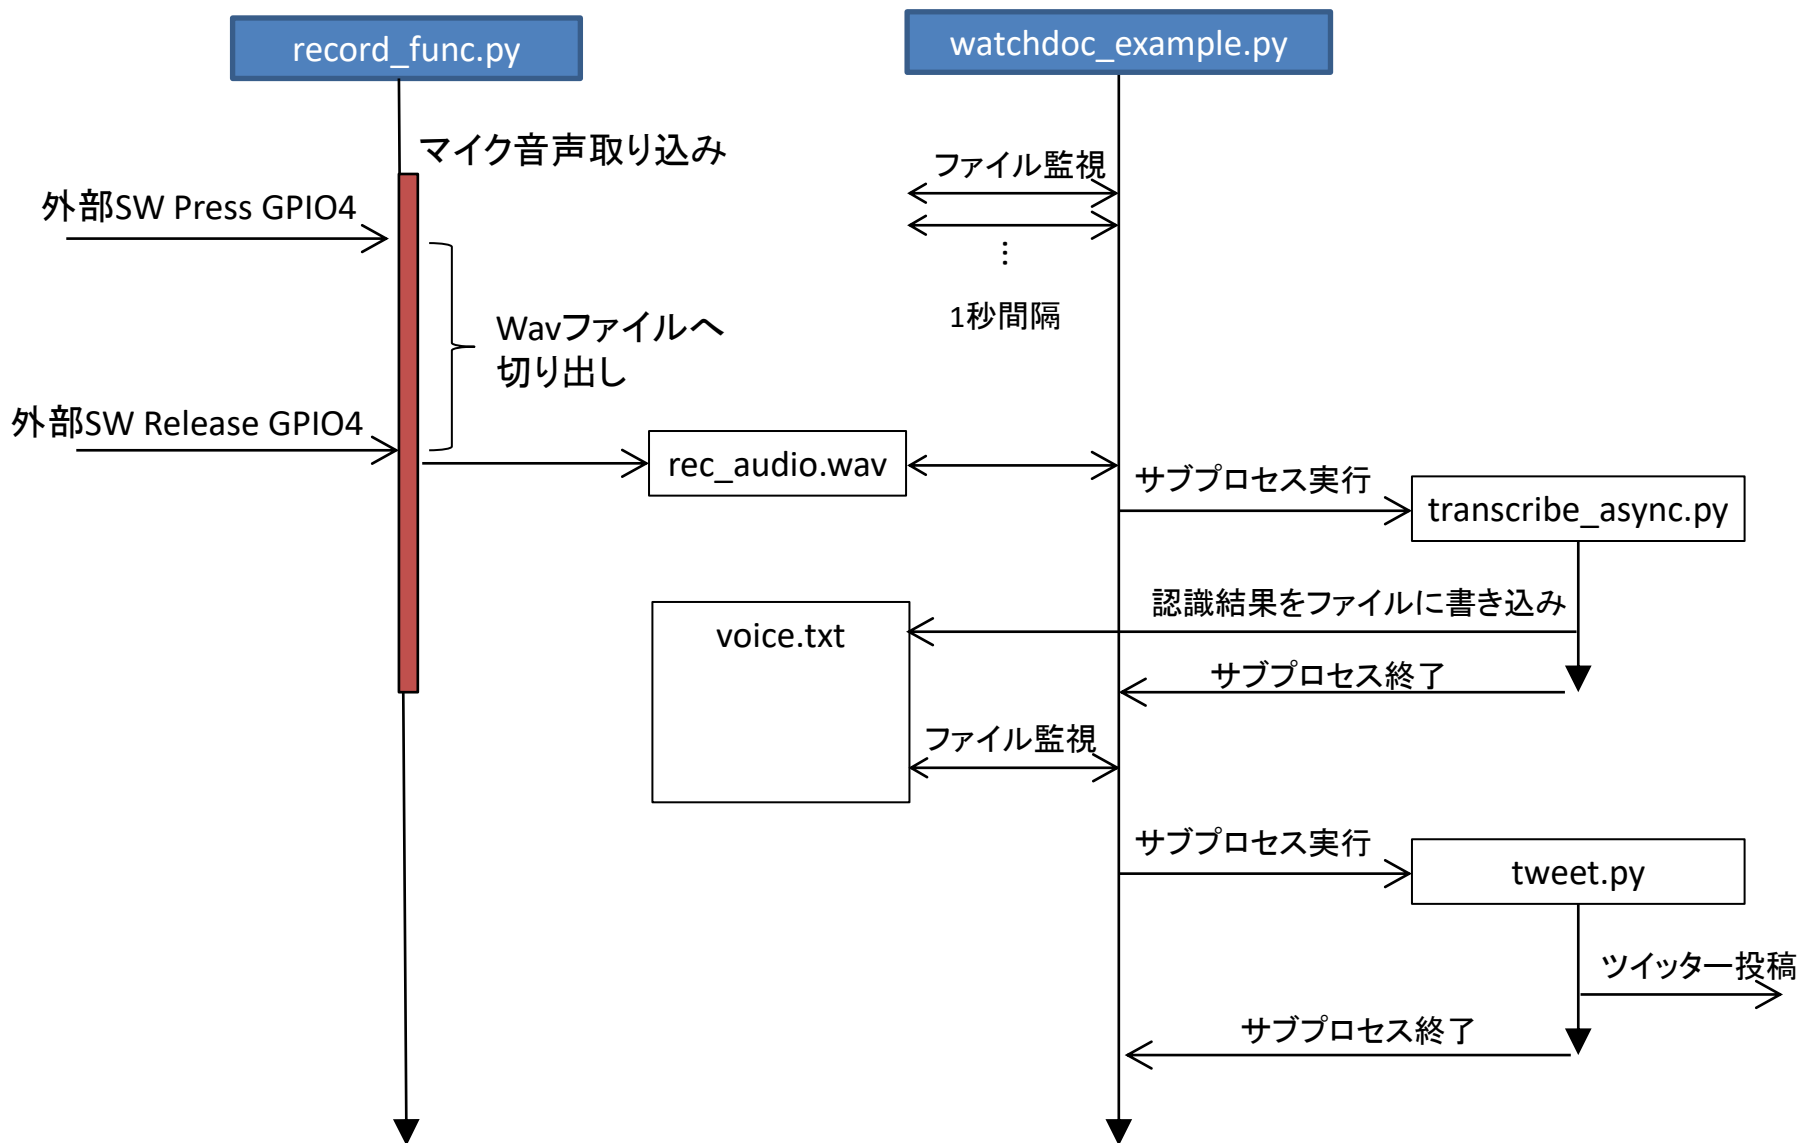 record_func.py
watchdoc_example.py
マイク音声取り込み
ファイル監視
外部SW Press GPIO4
…
1秒間隔
Wavファイルへ
切り出し
外部SW Release GPIO4
rec_audio.wav
サブプロセス実行
transcribe_async.py
認識結果をファイルに書き込み
voice.txt
サブプロセス終了
ファイル監視
サブプロセス実行
tweet.py
ツイッター投稿
サブプロセス終了